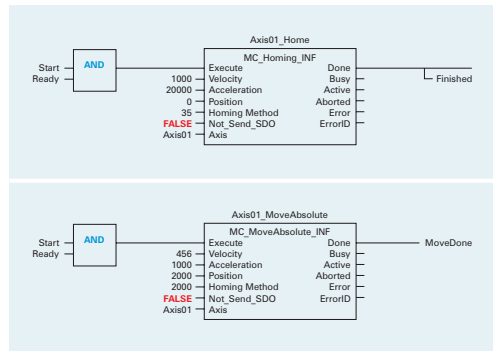 Axis01_Home
MC_Homing_INF
Start AND Execute Done
Ready 1000 Velocity Busy Finished
20000 Acceleration Active
0 Position Aborted
35 Homing Method Error
FALSE Not_Send_SDO ErrorID
Axis01 Axis
Axis01_MoveAbsolute
MC_MoveAbsolute_INF
Start AND Execute Done MoveDone
Ready 456 Velocity Busy
1000 Acceleration Active
2000 Position Aborted
2000 Homing Method Error
FALSE Not_Send_SDO ErrorID
Axis01 Axis